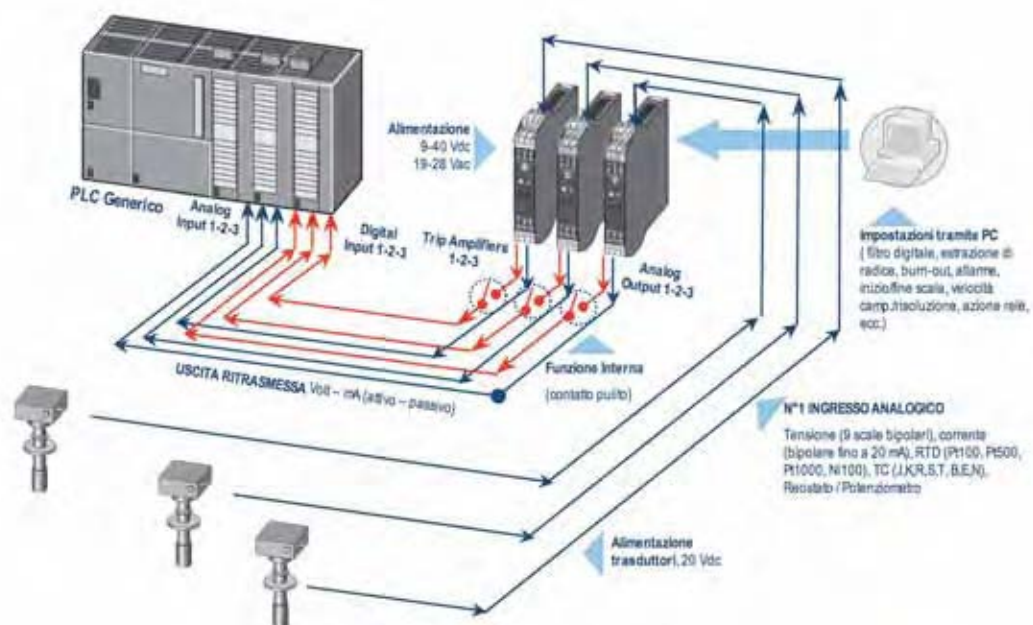 Alimentazione
9-40 Vdc
19-28 Vac
PLC Generico
Analog
Input 1-2-3
Digital
Input 1-2-3
Trip Amplifiers
1-2-3
Analog
Output 1-2-3
Impostazioni tramite PC
( filtro digitale, estrazione di
radice, burn-out, allarme,
inizio/fine scala, velocità
camp./risoluzione, azione relè,
ecc.)
USCITA RITRASMESSA Volt – mA (attivo – passivo)
Funzione Interna
(contatto pulito)
N°1 INGRESSO ANALOGICO
Tensione (9 scale bipolari), corrente
(bipolare fino a 20 mA), RTD (Pt100, Pt500,
Pt1000, Ni100), TC (J,K,R,S,T, B,E,N),
Reostato / Potenziometro
Alimentazione
trasduttori, 20 Vdc